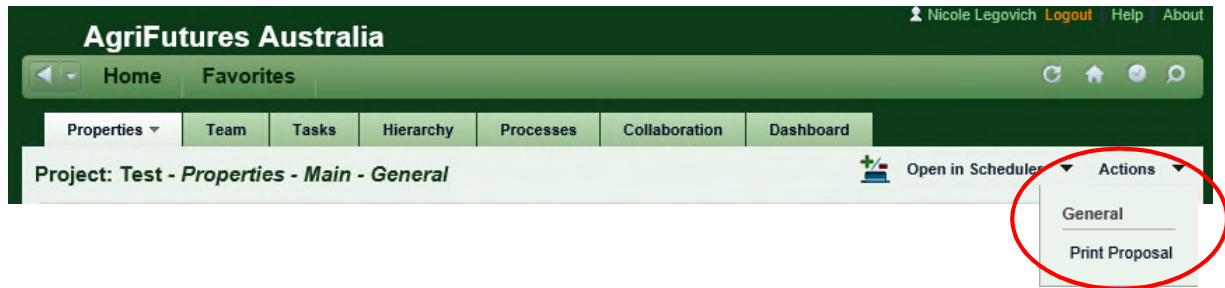 Nicole Legovich Logout Help About
AgriFutures Australia
Home Favorites
Properties Team Tasks Hierarchy Processes Collaboration Dashboard
Project: Test - Properties - Main - General Open in Scheduler Actions
General
Print Proposal